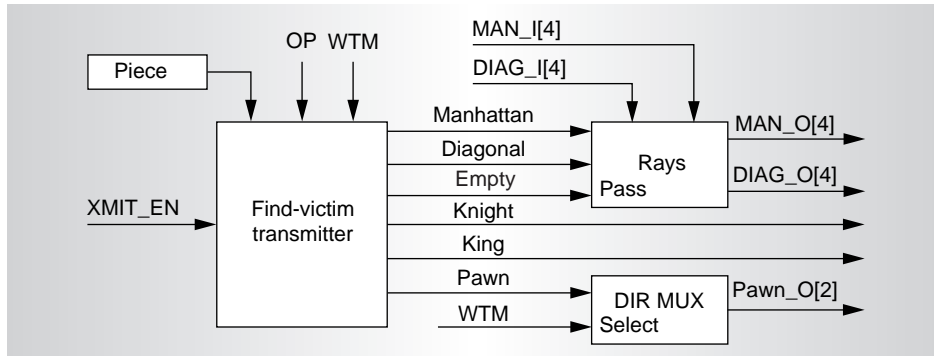 MAN_I[4]
OP WTM
Piece
DIAG_I[4]
Manhattan
MAN_O[4]
Diagonal
Rays
Empty
Pass
DIAG_O[4]
XMIT_EN
Find-victim
transmitter
Knight
King
Pawn
DIR MUX
Pawn_O[2]
WTM
Select